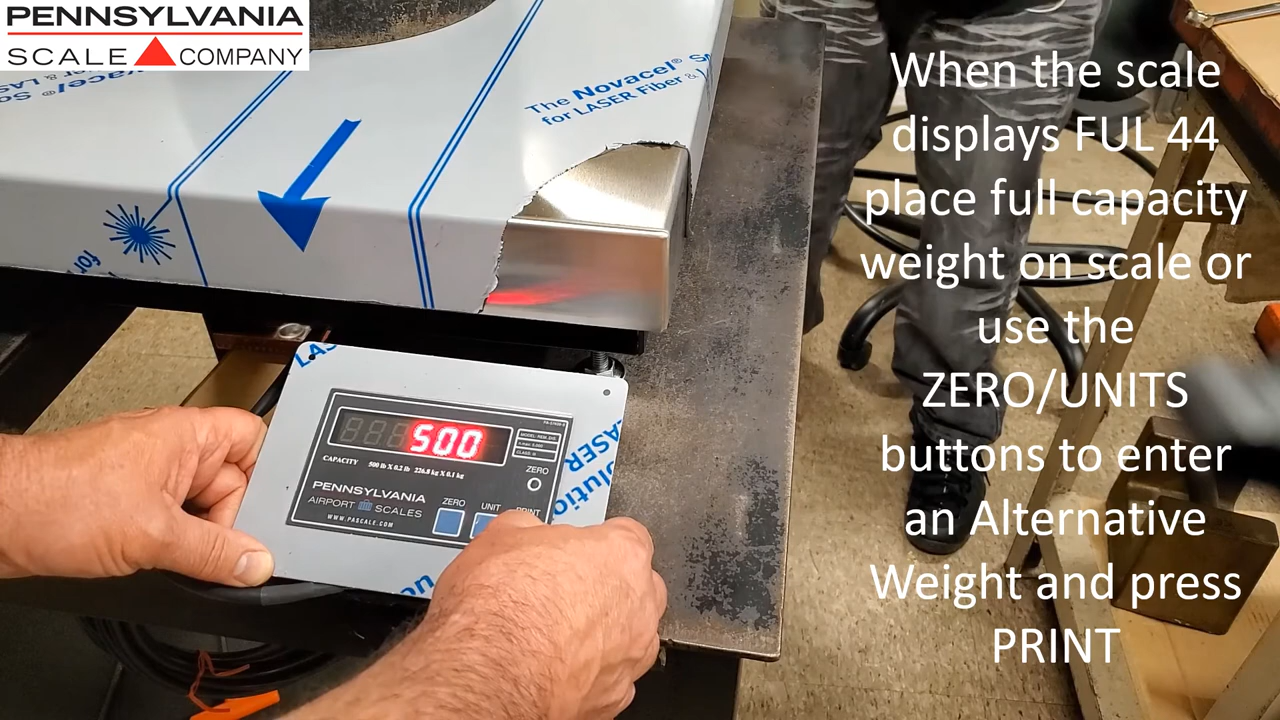 PENNSYLVANIA
SCALE COMPANY
The Novacel®
for LASER Fiber &
for
When the scale
displays FUL 44
place full capacity
weight on scale or
use the
ZERO/UNITS
buttons to enter
an Alternative
Weight and press
PRINT
500
ZERO
CAPACITY 500 lb X 0.2 lb 226.8 kg X 0.1 kg
PENNSYLVANIA
AIRPORT SCALES
WWW.PASCALE.COM
ZERO UNIT PRINT
LASER